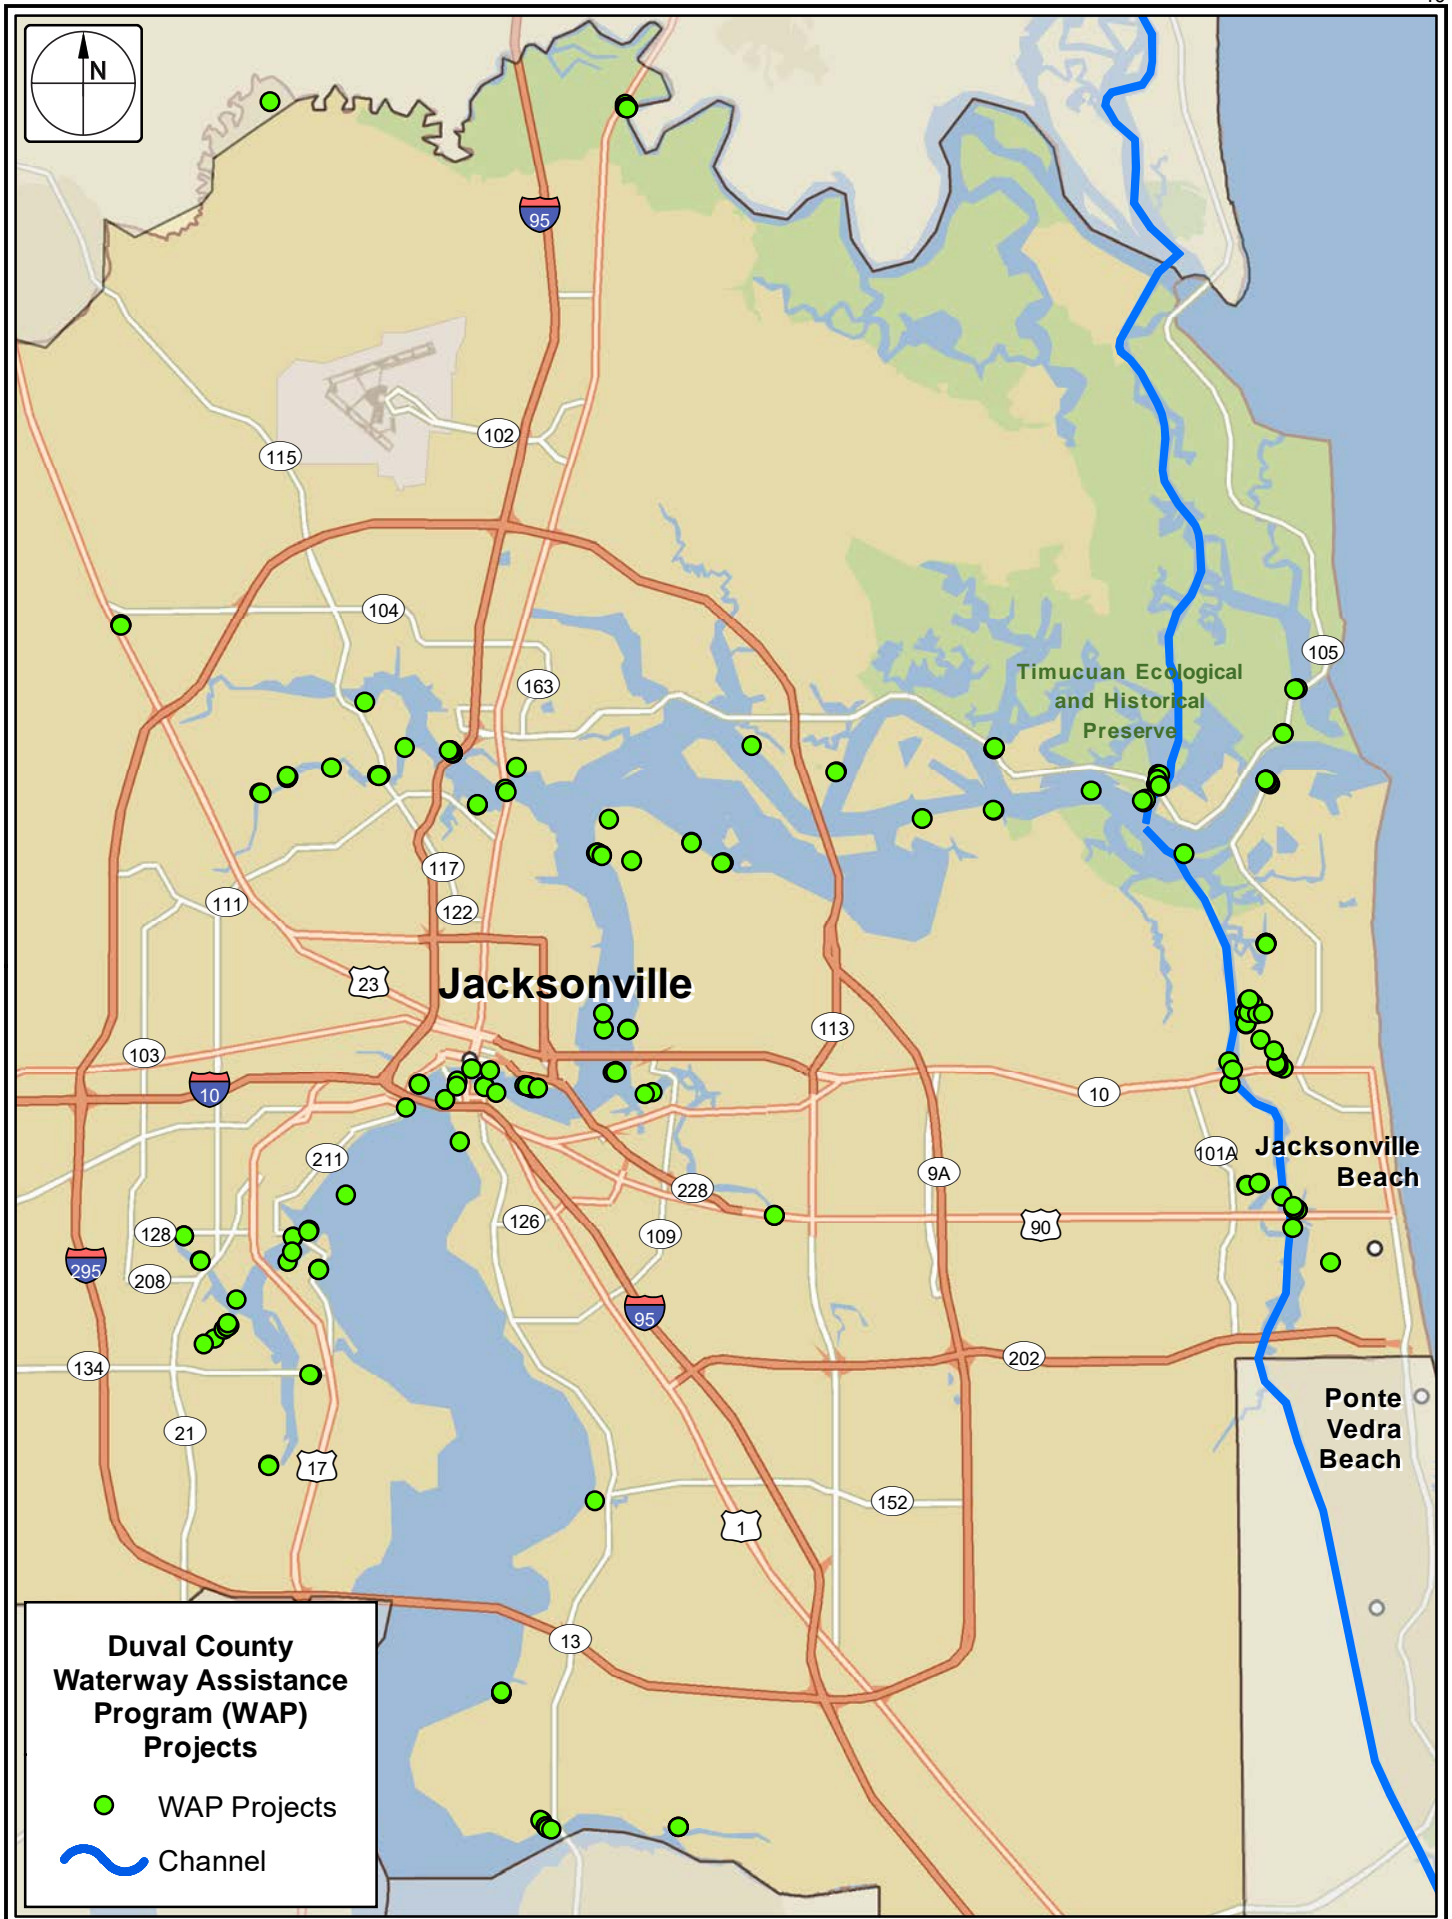 N
95
102
115
104
163
105
Timucuan Ecological
and Historical
Preserve
117
111
122
23
Jacksonville
113
103
10
10
211
101A
Jacksonville
Beach
9A
228
128
126
109
90
295
208
95
134
202
Ponte
Vedra
Beach
21
17
152
1
13
Duval County
Waterway Assistance
Program (WAP)
Projects
WAP Projects
Channel